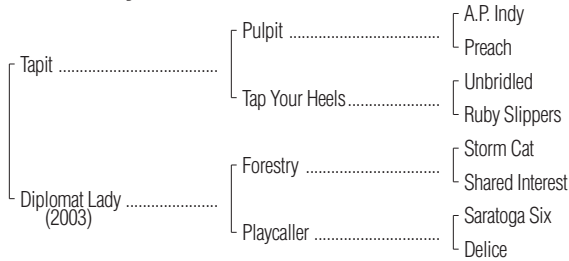 A.P. Indy
Pulpit
Preach
Tapit
Unbridled
Tap Your Heels
Ruby Slippers
Storm Cat
Forestry
Shared Interest
Diplomat Lady
(2003)
Saratoga Six
Playcaller
Delice